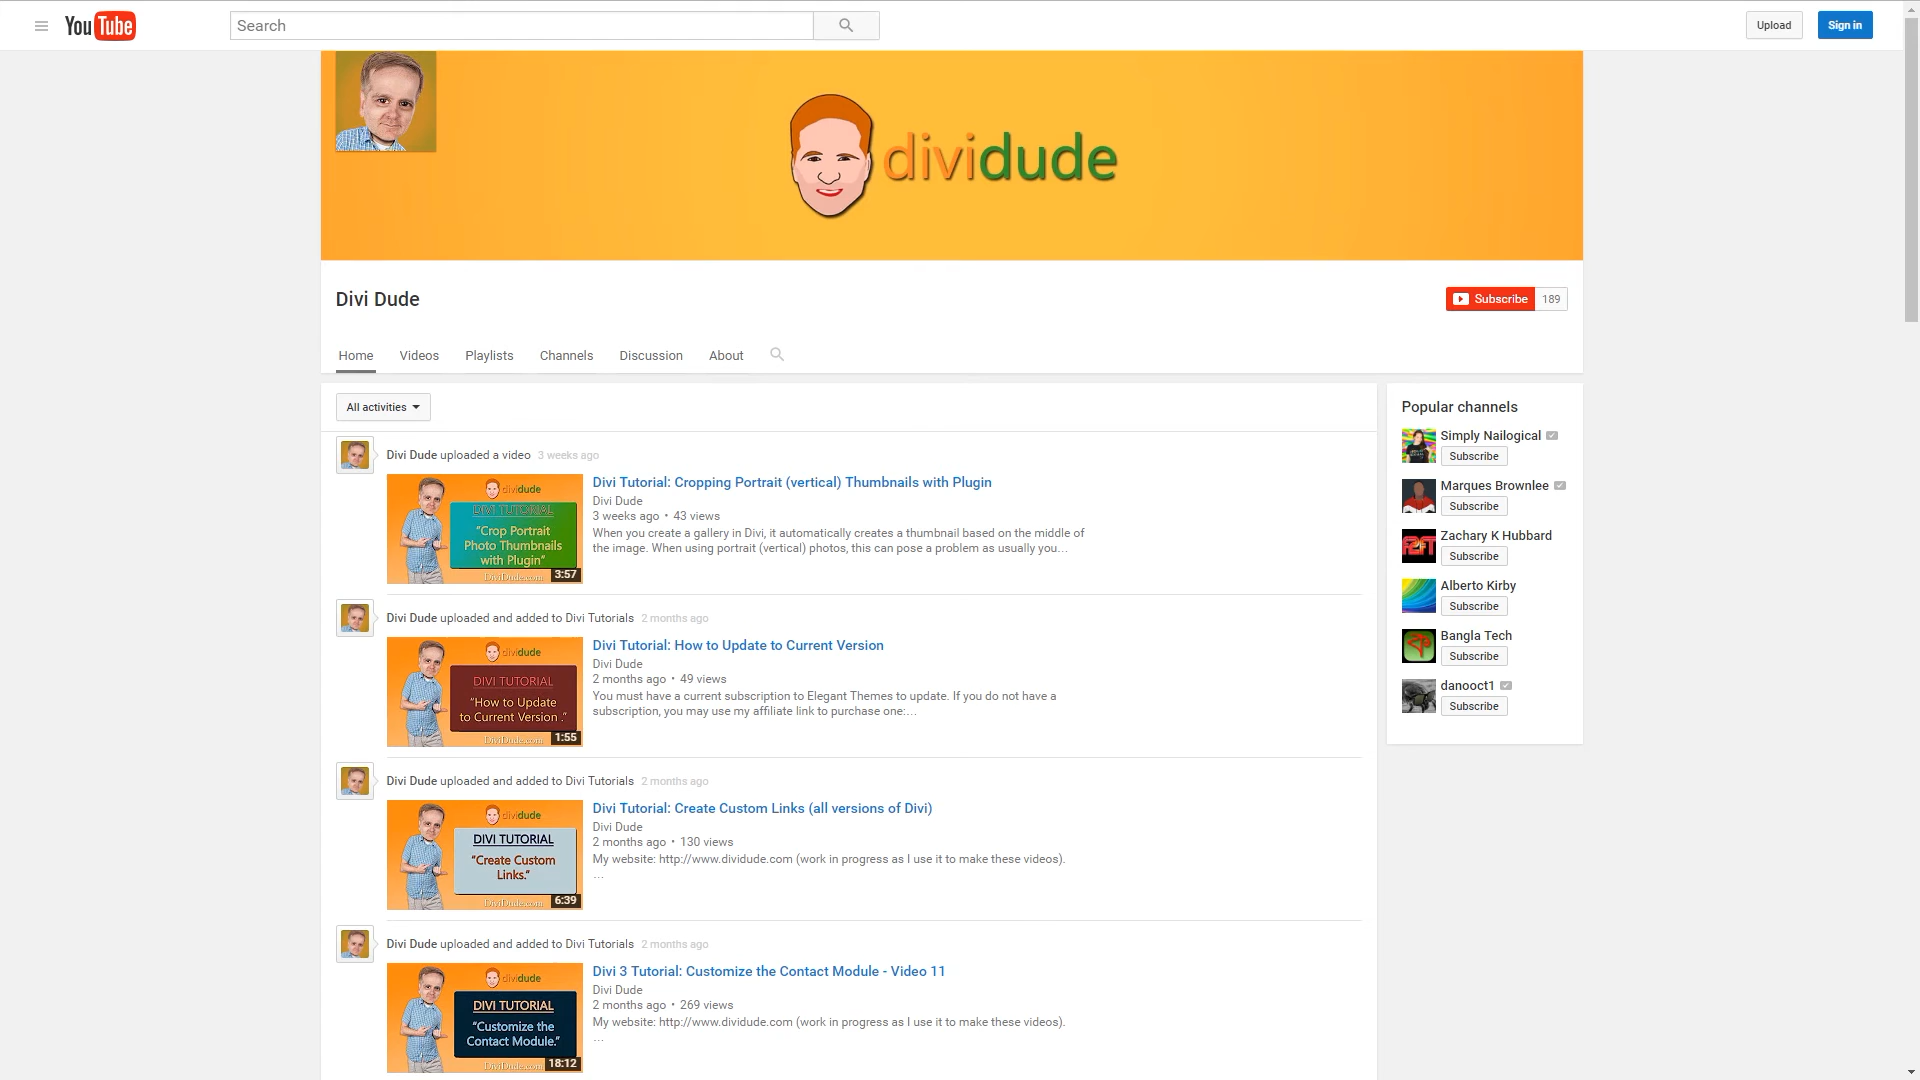 You Tube
Search
Upload
Sign in
dividude
Divi Dude
Subscribe 189
Home Videos Playlists Channels Discussion About
All activities
Divi Dude uploaded a video 3 weeks ago
dividude
DIVI TUTORIAL
"Crop Portrait
Photo Thumbnails
with Plugin"
DiviDude.com
3:57
Divi Tutorial: Cropping Portrait (vertical) Thumbnails with Plugin
Divi Dude
3 weeks ago • 43 views
When you create a gallery in Divi, it automatically creates a thumbnail based on the middle of
the image. When using portrait (vertical) photos, this can pose a problem as usually you...
Divi Dude uploaded and added to Divi Tutorials 2 months ago
dividude
DIVI TUTORIAL
"How to Update
to Current Version ."
DiviDude.com
1:55
Divi Tutorial: How to Update to Current Version
Divi Dude
2 months ago • 49 views
You must have a current subscription to Elegant Themes to update. If you do not have a
subscription, you may use my affiliate link to purchase one:...
Divi Dude uploaded and added to Divi Tutorials 2 months ago
dividude
DIVI TUTORIAL
"Create Custom
Links."
DiviDude.com
6:39
Divi Tutorial: Create Custom Links (all versions of Divi)
Divi Dude
2 months ago • 130 views
My website: http://www.dividude.com (work in progress as I use it to make these videos).
...
Divi Dude uploaded and added to Divi Tutorials 2 months ago
dividude
DIVI TUTORIAL
"Customize the
Contact Module."
DiviDude.com
18:12
Divi 3 Tutorial: Customize the Contact Module - Video 11
Divi Dude
2 months ago • 269 views
My website: http://www.dividude.com (work in progress as I use it to make these videos).
...
Popular channels
Simply Nailogical
Subscribe
Marques Brownlee
Subscribe
Zachary K Hubbard
Subscribe
Alberto Kirby
Subscribe
Bangla Tech
Subscribe
danooct1
Subscribe